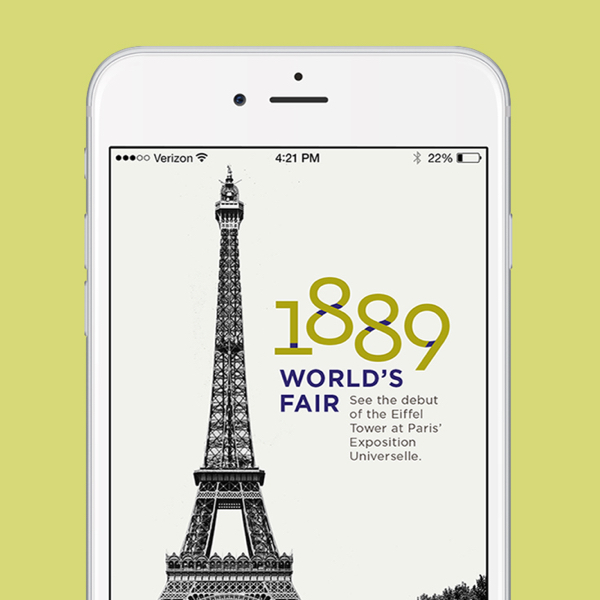 Verizon 4:21 PM 22%
1889
WORLD'S
FAIR
See the debut
of the Eiffel
Tower at Paris'
Exposition
Universelle.